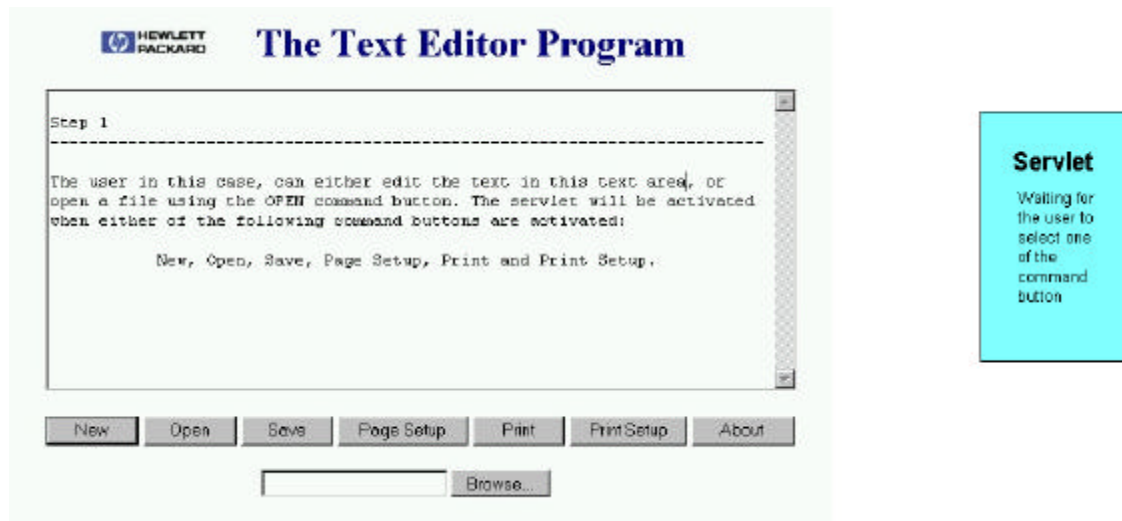 HEWLETT
PACKARD
The Text Editor Program
Step 1
--------------------------------------------------------------------------
The user in this case, can either edit the text in this text area, or
open a file using the OPEN command button. The servlet will be activated
when either of the following command buttons are activated:
New, Open, Save, Page Setup, Print and Print Setup.
New Open Save Page Setup Print Print Setup About
Browse...
Servlet
Waiting for
the user to
select one
of the
command
button